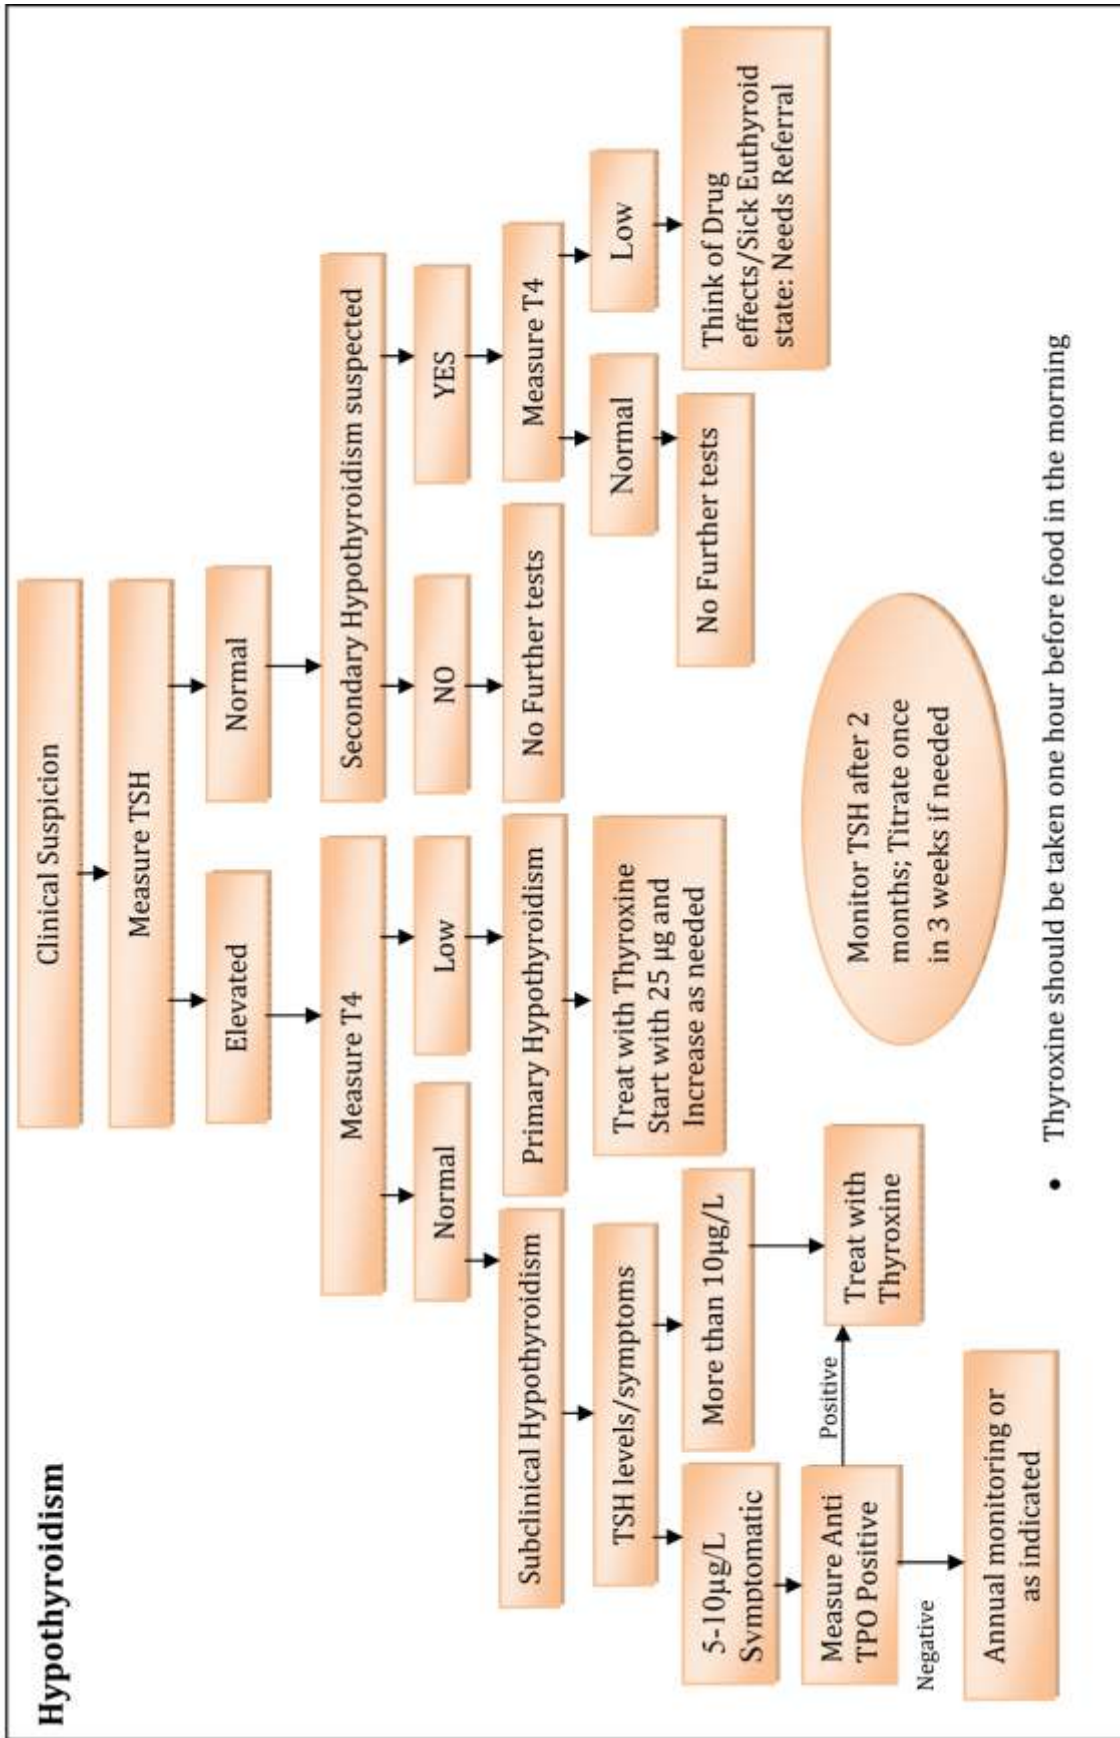 Hypothyroidism
Clinical Suspicion
Measure TSH
Elevated
Normal
Measure T4
Secondary Hypothyroidism suspected
Normal
Low
NO
YES
Subclinical Hypothyroidism
Primary Hypothyroidism
No Further tests
Measure T4
TSH levels/symptoms
Treat with Thyroxine
Start with 25 µg and
Increase as needed
Normal
Low
5-10µg/L
Symptomatic
More than 10µg/L
No Further tests
Think of Drug
effects/Sick Euthyroid
state: Needs Referral
Measure Anti
TPO Positive
Positive
Treat with
Thyroxine
Monitor TSH after 2
months; Titrate once
in 3 weeks if needed
Negative
Annual monitoring or
as indicated
• Thyroxine should be taken one hour before food in the morning